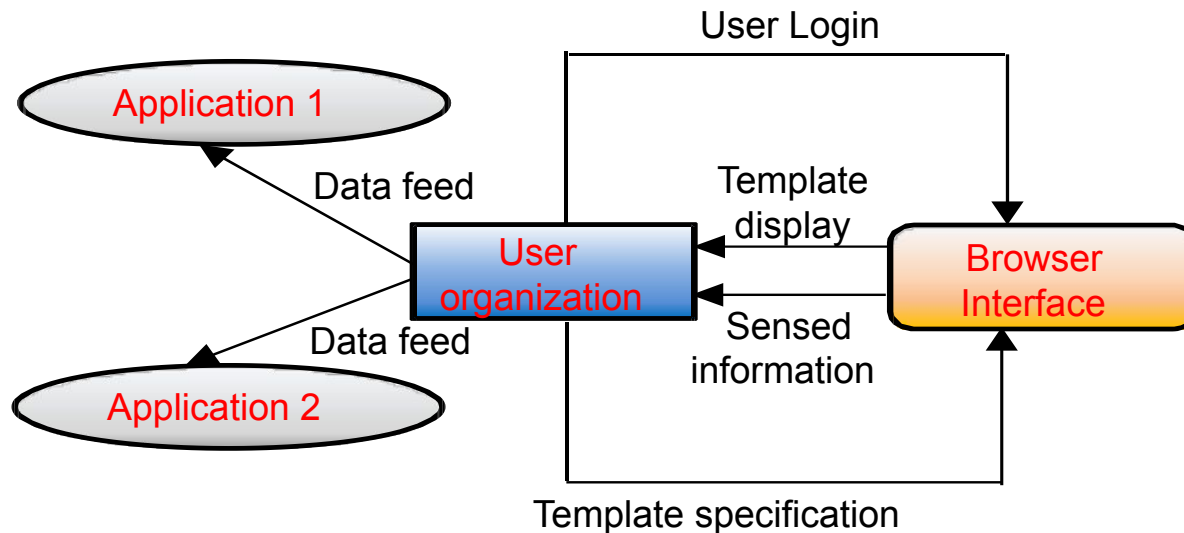 User Login
Application 1
Data feed
Template
display
User
organization
Browser
Interface
Data feed
Sensed
information
Application 2
Template specification